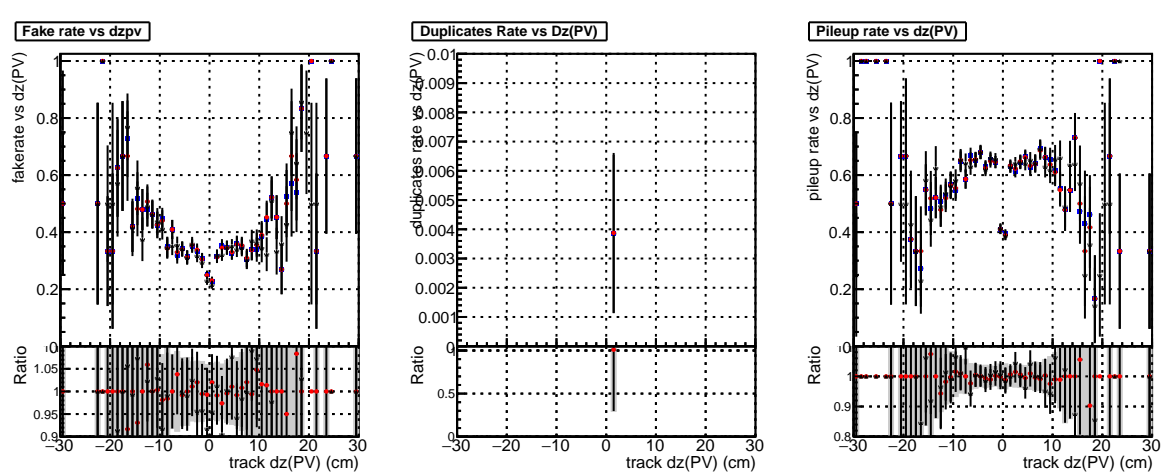 Fake rate vs dzpv
fakerate vs dz(PV)
1
0.8
0.6
0.4
0.2
Ratio
1.05
1
0.95
0.9
−30 −20 −10 0 10 20 30
track dz(PV) (cm)
Duplicates Rate vs Dz(PV)
duplicates rate vs dz(PV)
0.01
0.009
0.008
0.007
0.006
0.005
0.004
0.003
0.002
0.001
Ratio
1
0.5
−30 −20 −10 0 10 20 30
track dz(PV) (cm)
Pileup rate vs dz(PV)
pileup rate vs dz(PV)
1
0.8
0.6
0.4
0.2
Ratio
1
0.9
0.8
−30 −20 −10 0 10 20 30
track dz(PV) (cm)